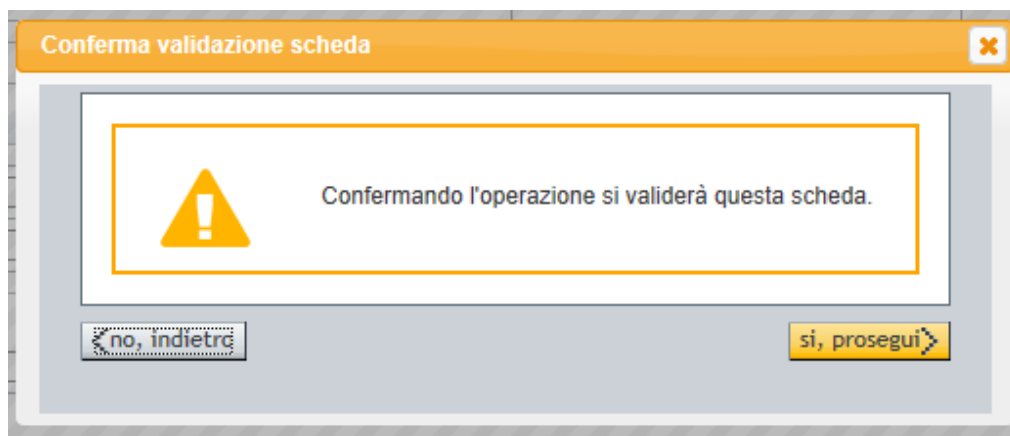 Conferma validazione scheda
Confermando l'operazione si validerà questa scheda.
no, indietro
si, prosegui